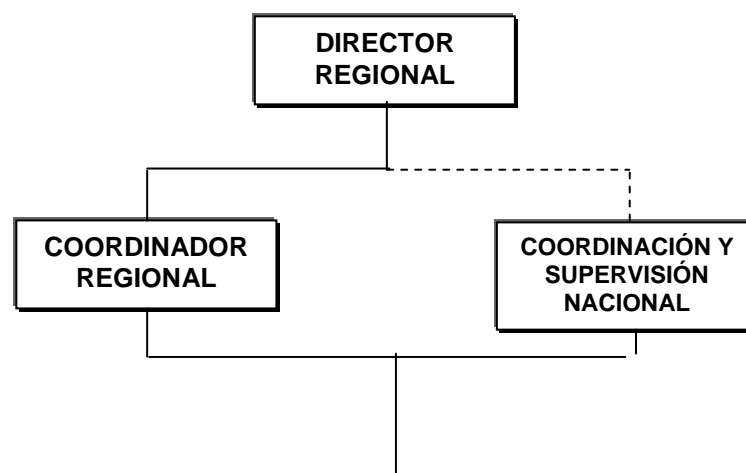 DIRECTOR
REGIONAL
COORDINADOR
REGIONAL
COORDINACIÓN Y
SUPERVISIÓN
NACIONAL